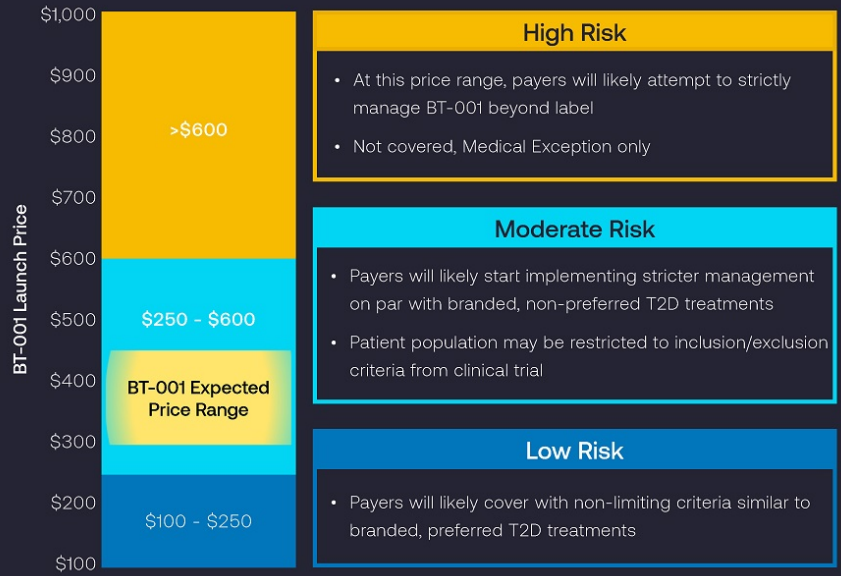 $1,000
$900
$800
$700
$600
$500
$400
$300
$200
$100
BT-001 Launch Price
>$600
$250 - $600
BT-001 Expected
Price Range
$100 - $250
High Risk
• At this price range, payers will likely attempt to strictly
manage BT-001 beyond label
• Not covered, Medical Exception only
Moderate Risk
• Payers will likely start implementing stricter management
on par with branded, non-preferred T2D treatments
• Patient population may be restricted to inclusion/exclusion
criteria from clinical trial
Low Risk
• Payers will likely cover with non-limiting criteria similar to
branded, preferred T2D treatments